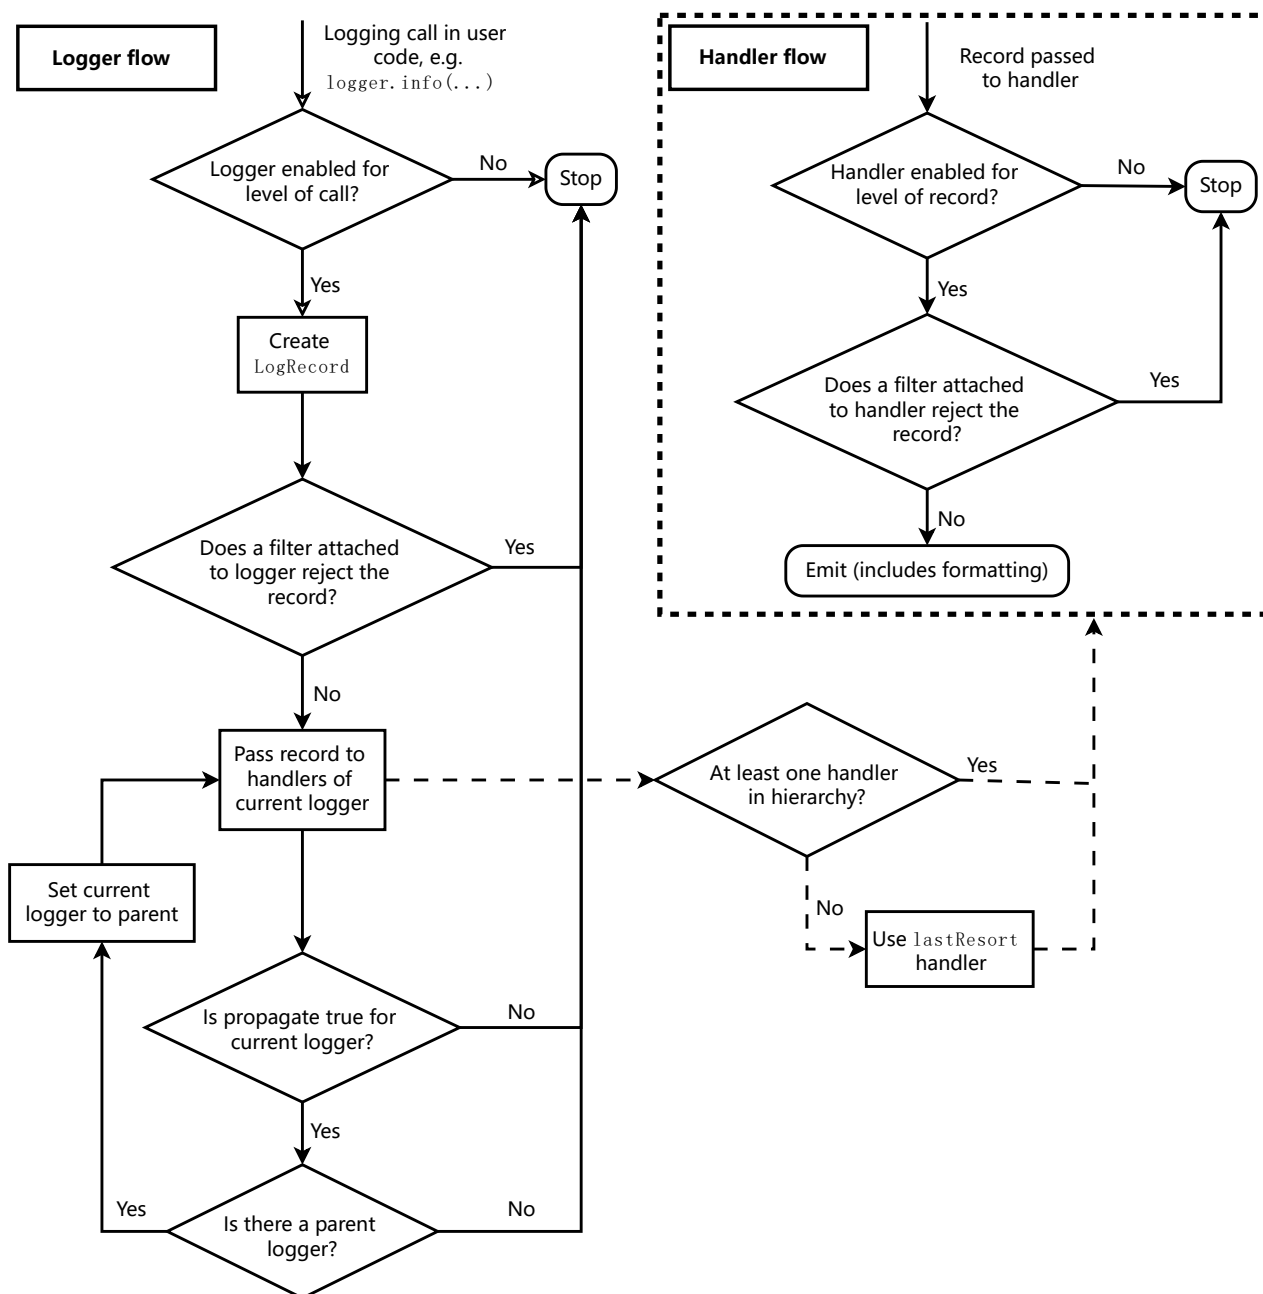 Logger flow
Logging call in user
code, e.g.
logger.info(...)
Logger enabled for
level of call?
No
Stop
Yes
Create
LogRecord
Does a filter attached
to logger reject the
record?
Yes
No
Pass record to
handlers of
current logger
Set current
logger to parent
Is propagate true for
current logger?
No
Yes
Is there a parent
logger?
Yes
No
Handler flow
Record passed
to handler
Handler enabled for
level of record?
No
Stop
Yes
Does a filter attached
to handler reject the
record?
Yes
No
Emit (includes formatting)
At least one handler
in hierarchy?
Yes
No
Use lastResort
handler